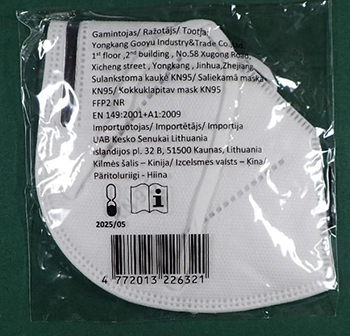 Gamintojas/ Ražotājs/ Tootja
Yongkang Gooyu Industry&Trade Co.,Ltd.
1st floor ,2nd building , No.58 Xugong Road,
Xicheng street , Yongkang , Jinhua,Zhejiang,
Sulankstoma kaukė KN95/ Saliekamā maska
KN95/ Kokkuklapitav mask KN95
FFP2 NR
EN 149:2001+A1:2009
Importuotojas/ Importētājs/ Importija
UAB Kesko Senukai Lithuania
Islandijos pl. 32 B, 51500 Kaunas, Lithuania
Kilmės šalis – Kinija/ Izcelsmes valsts – Ķīna/
Päritoluriigi - Hiina
2025/05
4 772013 226321